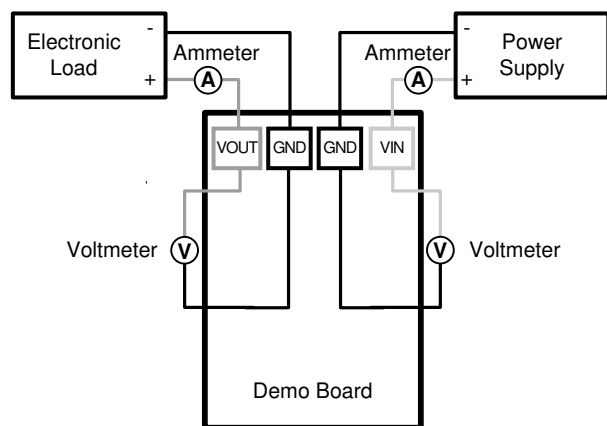 Electronic
Load
-
+
Ammeter
A
Ammeter
A
-
+
Power
Supply
VOUT
GND
GND
VIN
Voltmeter
V
V
Voltmeter
Demo Board